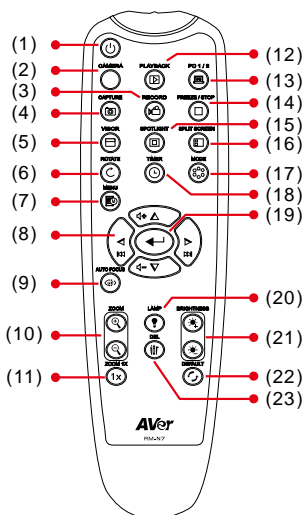 (1)
(12)
CAMERA PLAYBACK PC 1 / 2
(2)
(13)
(3)
CAPTURE RECORD FREEZE / STOP
(14)
(4)
(15)
VISOR SPOTLIGHT SPLIT SCREEN
(5)
(16)
ROTATE TIMER MODE
(6)
(17)
(18)
MENU
(7)
(19)
(8)
AUTO FOCUS
(9)
(20)
ZOOM LAMP BRIGHTNESS
(10)
(21)
DEL
ZOOM 1X DEFAULT
(11) 1x
(22)
(23)
AVer
RM-N7